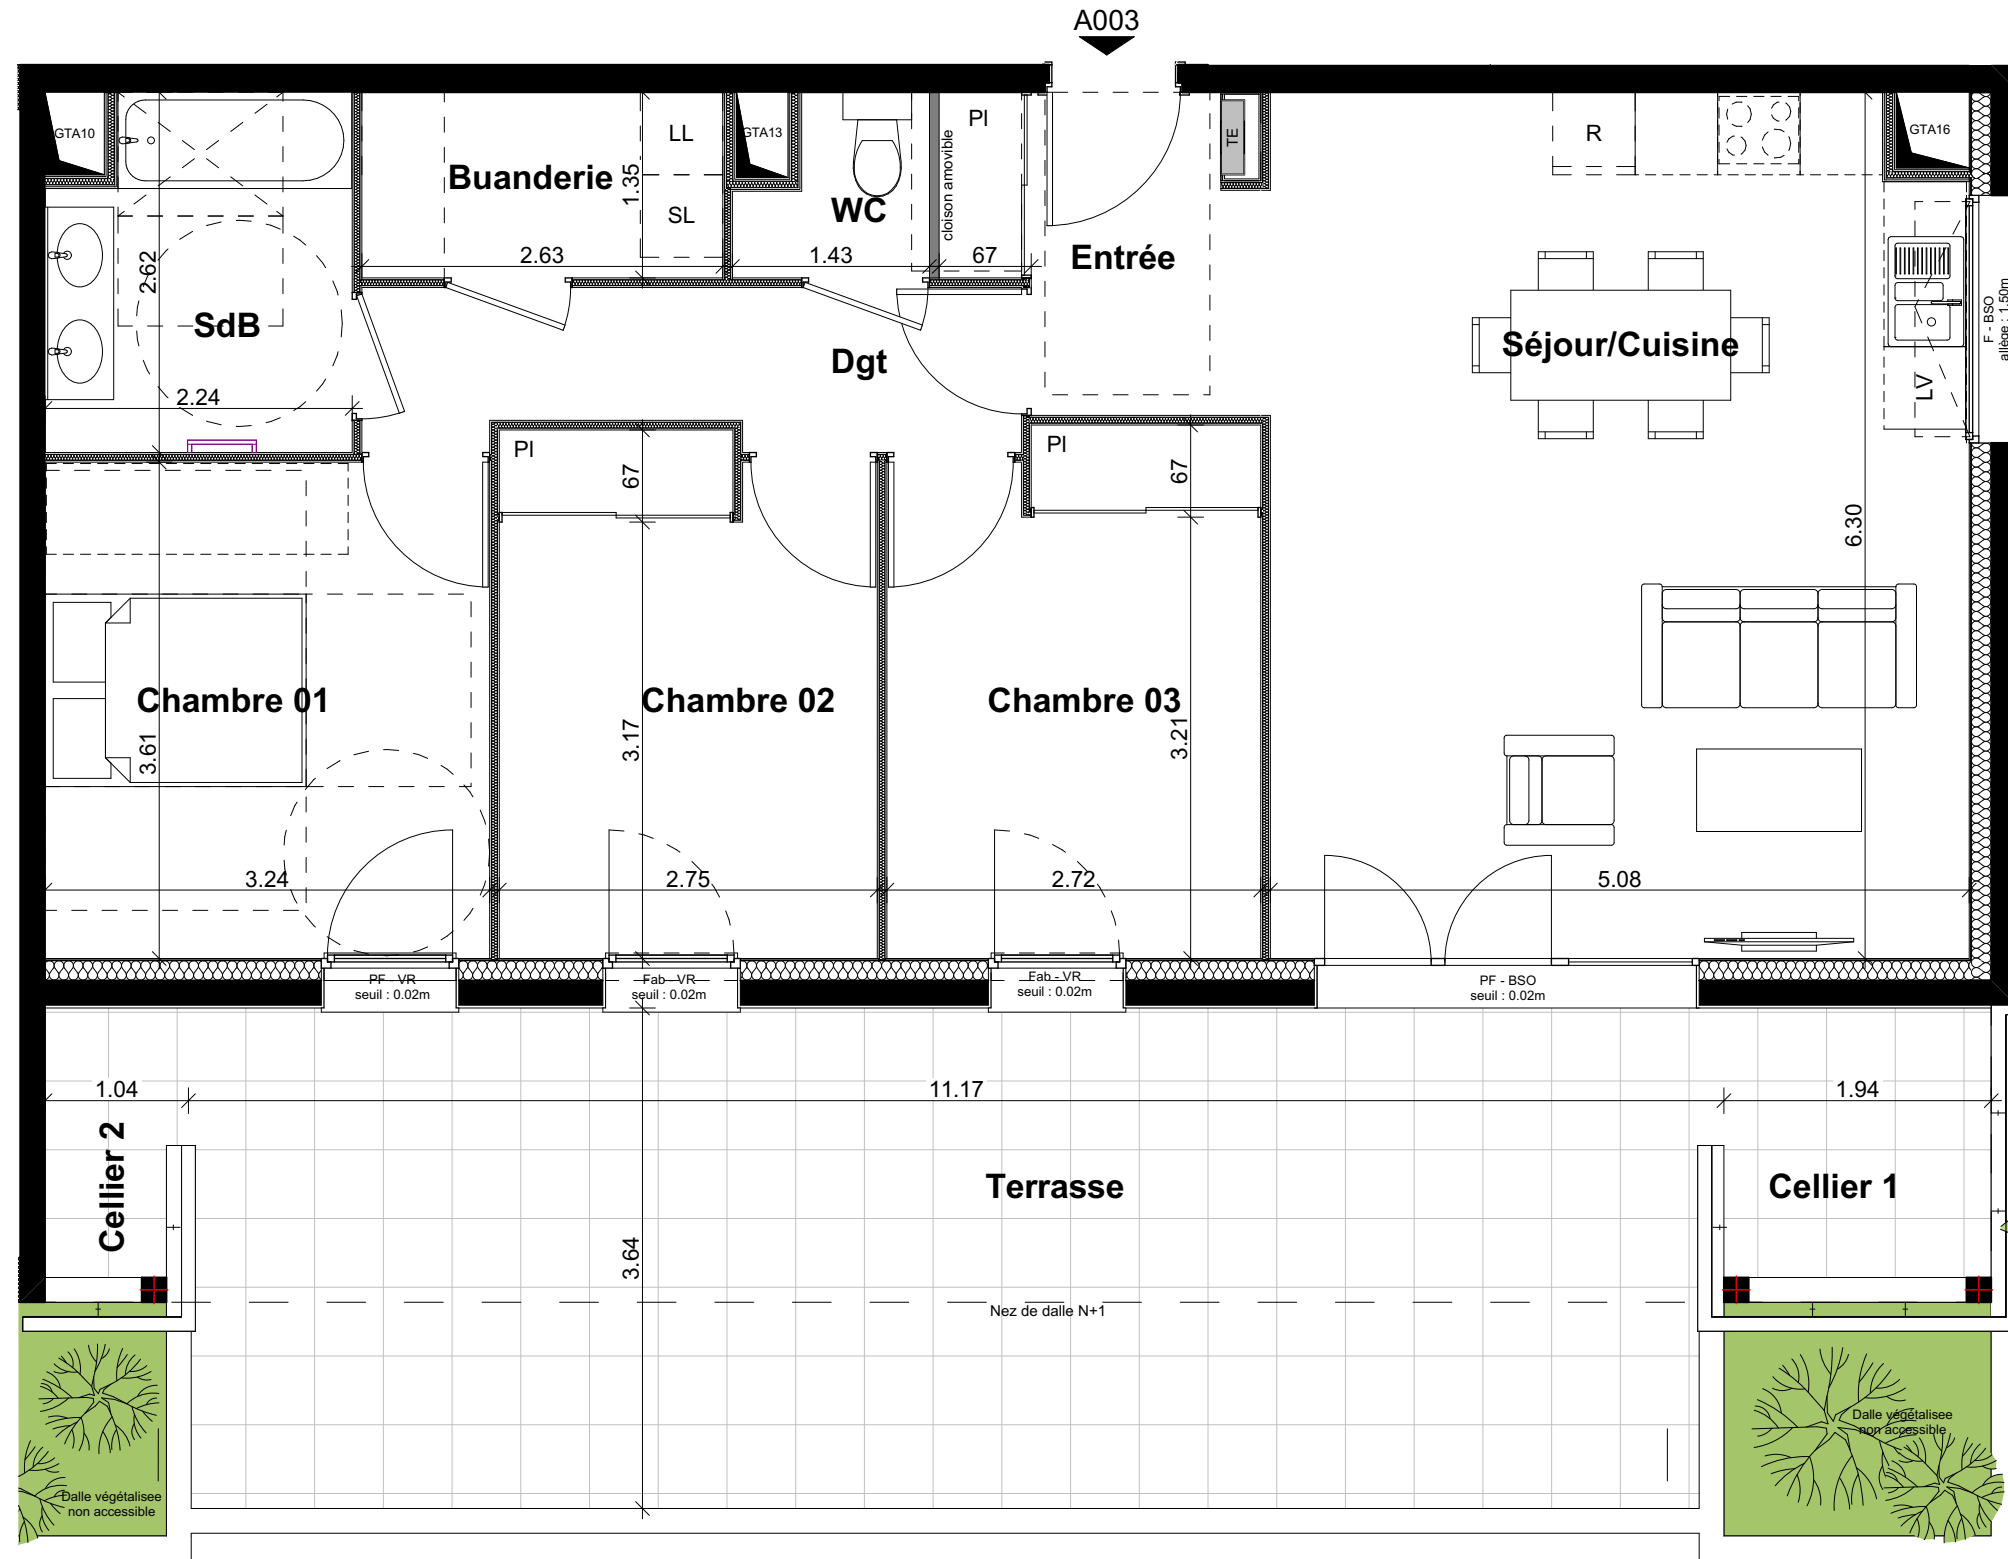 A003
GTA10
LL
GTA13
Pl
TE
R
GTA16
cloison amovible
Buanderie
1.35
WC
SL
2.63
1.43
67
Entrée
2.62
SdB
Dgt
Séjour/Cuisine
F - BSO
allège : 1.50m
LV
2.24
Pl
67
Pl
67
6.30
Chambre 01
Chambre 02
Chambre 03
3.61
3.17
3.21
3.24
2.75
2.72
5.08
PF - VR
seuil : 0.02m
Fab - VR
seuil : 0.02m
Fab - VR
seuil : 0.02m
PF - BSO
seuil : 0.02m
1.04
11.17
1.94
Cellier 2
Terrasse
Cellier 1
3.64
Nez de dalle N+1
Dalle végétalisee
non accessible
Dalle végétalisee
non accessible